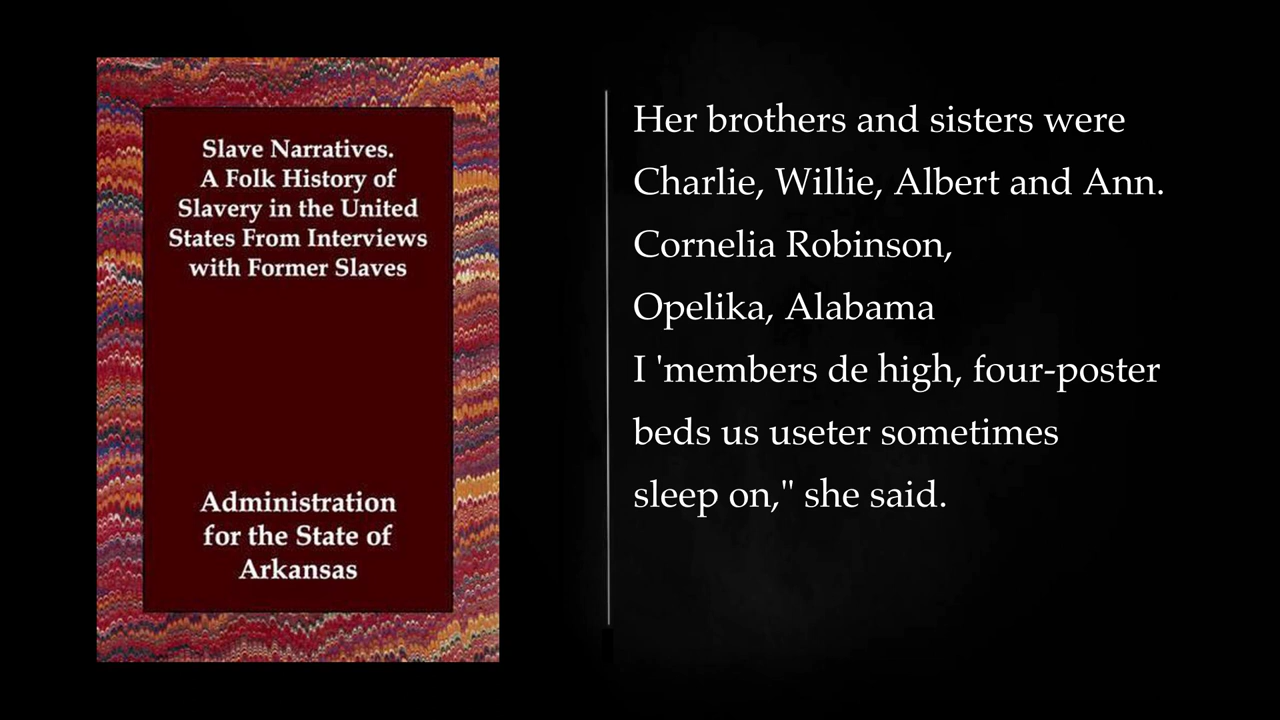 Slave Narratives.
A Folk History of
Slavery in the United
States From Interviews
with Former Slaves
Administration
for the State of
Arkansas
Her brothers and sisters were
Charlie, Willie, Albert and Ann.
Cornelia Robinson,
Opelika, Alabama
I 'members de high, four-poster
beds us useter sometimes
sleep on," she said.